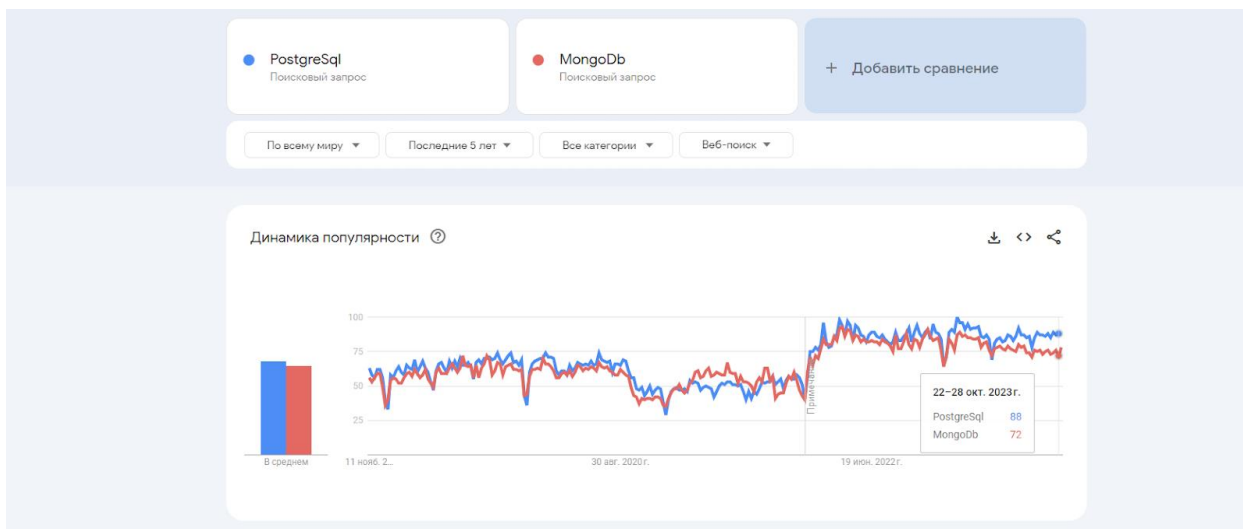 PostgreSql
Поисковый запрос
MongoDb
Поисковый запрос
+ Добавить сравнение
По всему миру
Последние 5 лет
Все категории
Веб-поиск
Динамика популярности
100
75
50
25
Примечание
22–28 окт. 2023 г.
PostgreSql 88
MongoDb 72
В среднем
11 нояб. 2...
30 авг. 2020 г.
19 июн. 2022 г.